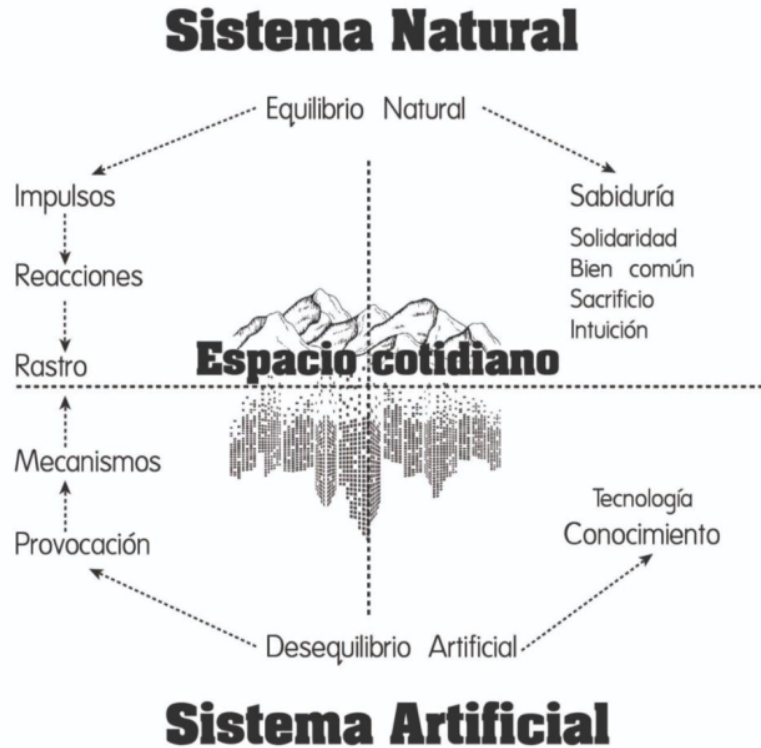 Sistema Natural
Equilibrio Natural
Impulsos
Reacciones
Rastro
Sabiduría
Solidaridad
Bien común
Sacrificio
Intuición
Espacio cotidiano
Mecanismos
Provocación
Tecnología
Conocimiento
Desequilibrio Artificial
Sistema Artificial